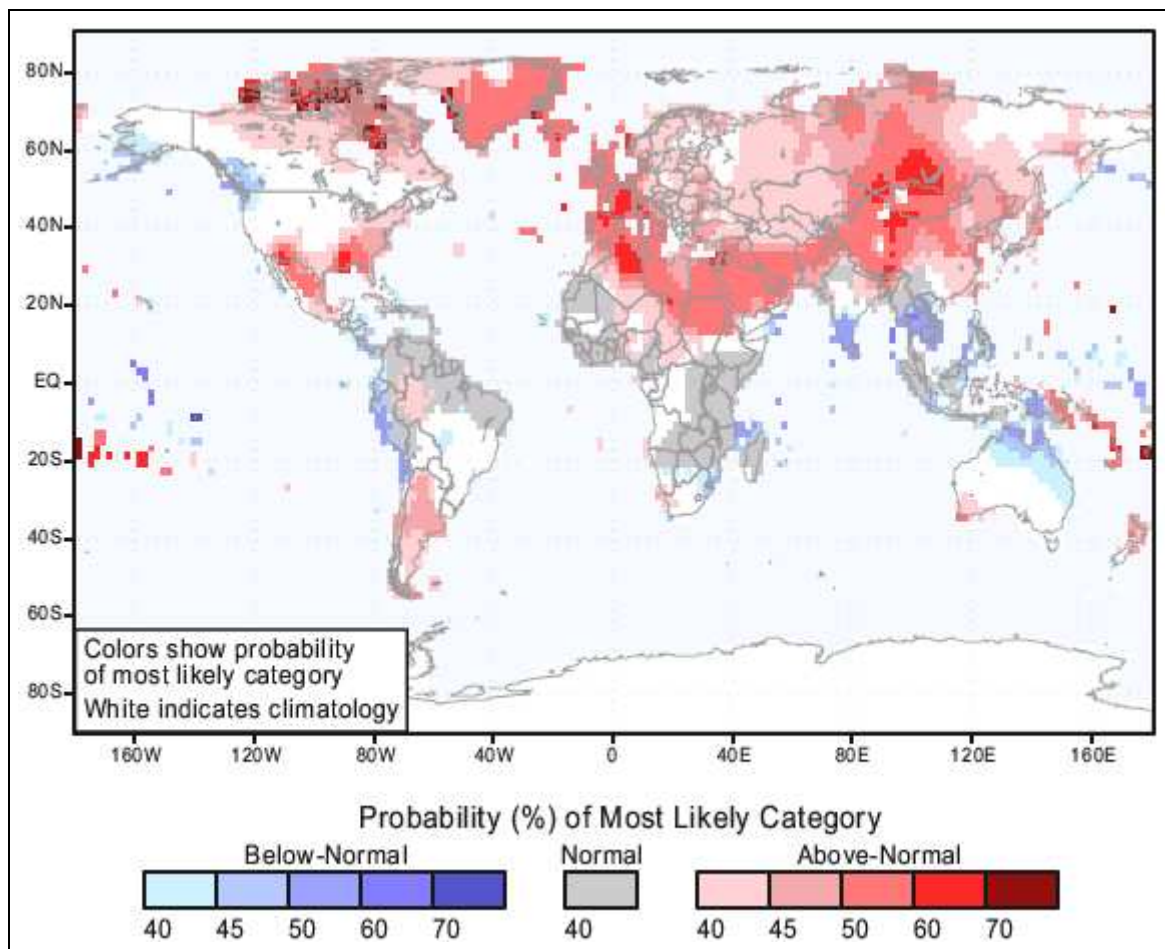 80N
60N
40N
20N
EQ
20S
40S
60S
80S
Colors show probability
of most likely category
White indicates climatology
160W 120W 80W 40W 0 40E 80E 120E 160E
Probability (%) of Most Likely Category
Below-Normal Normal Above-Normal
40 45 50 60 70 40 40 45 50 60 70